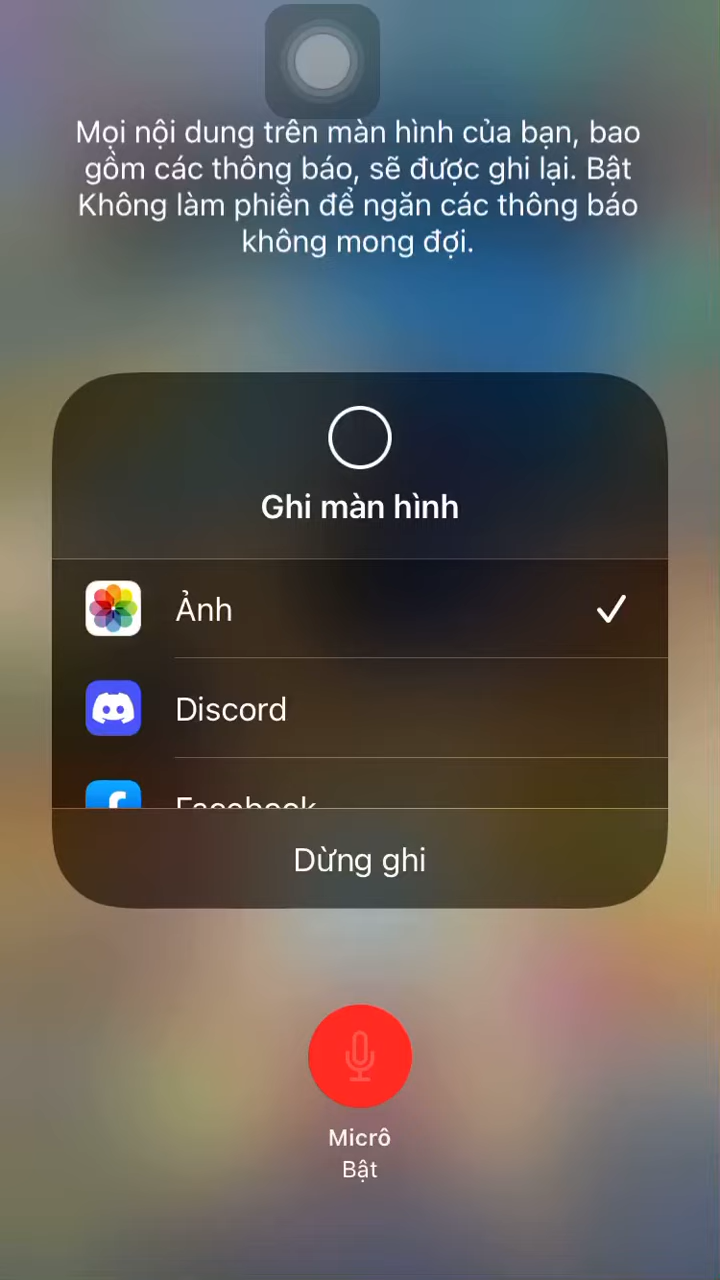 Mọi nội dung trên màn hình của bạn, bao
gồm các thông báo, sẽ được ghi lại. Bật
Không làm phiền để ngăn các thông báo
không mong đợi.
Ghi màn hình
Ảnh
Discord
Facebook
Dừng ghi
Micrô
Bật